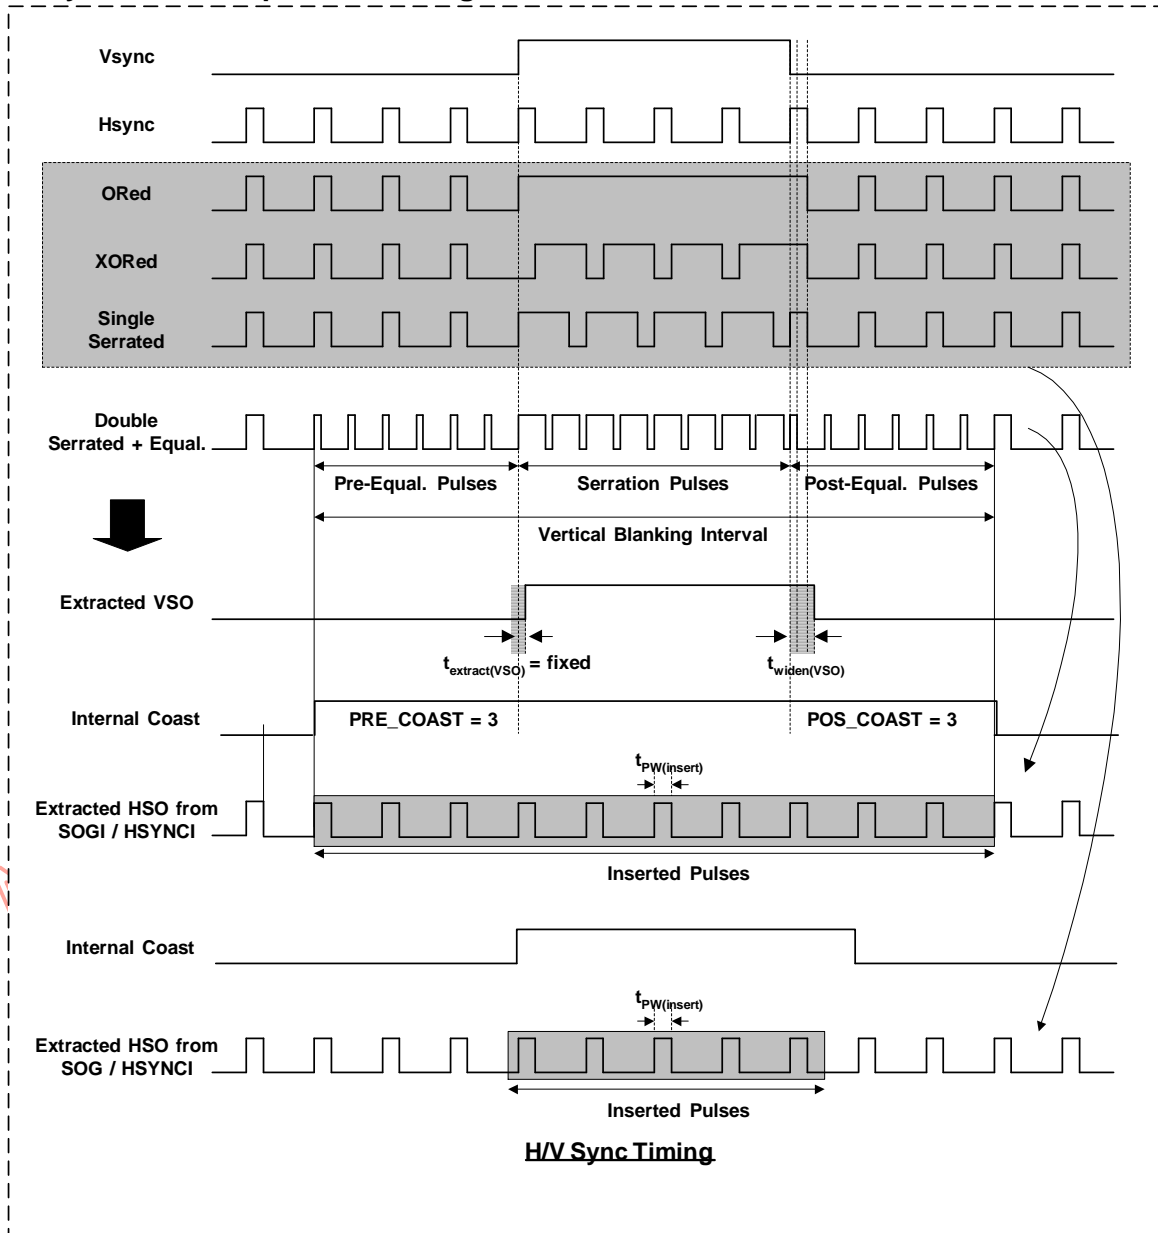 Vsync
Hsync
ORed
XORed
Single
Serrated
Double
Serrated + Equal.
Pre-Equal. Pulses
Serration Pulses
Post-Equal. Pulses
Vertical Blanking Interval
Extracted VSO
textract(VSO) = fixed
twiden(VSO)
Internal Coast
PRE_COAST = 3
POS_COAST = 3
tPW(insert)
Extracted HSO from
SOGI / HSYNCI
Inserted Pulses
Internal Coast
tPW(insert)
Extracted HSO from
SOG / HSYNCI
Inserted Pulses
H/V Sync Timing